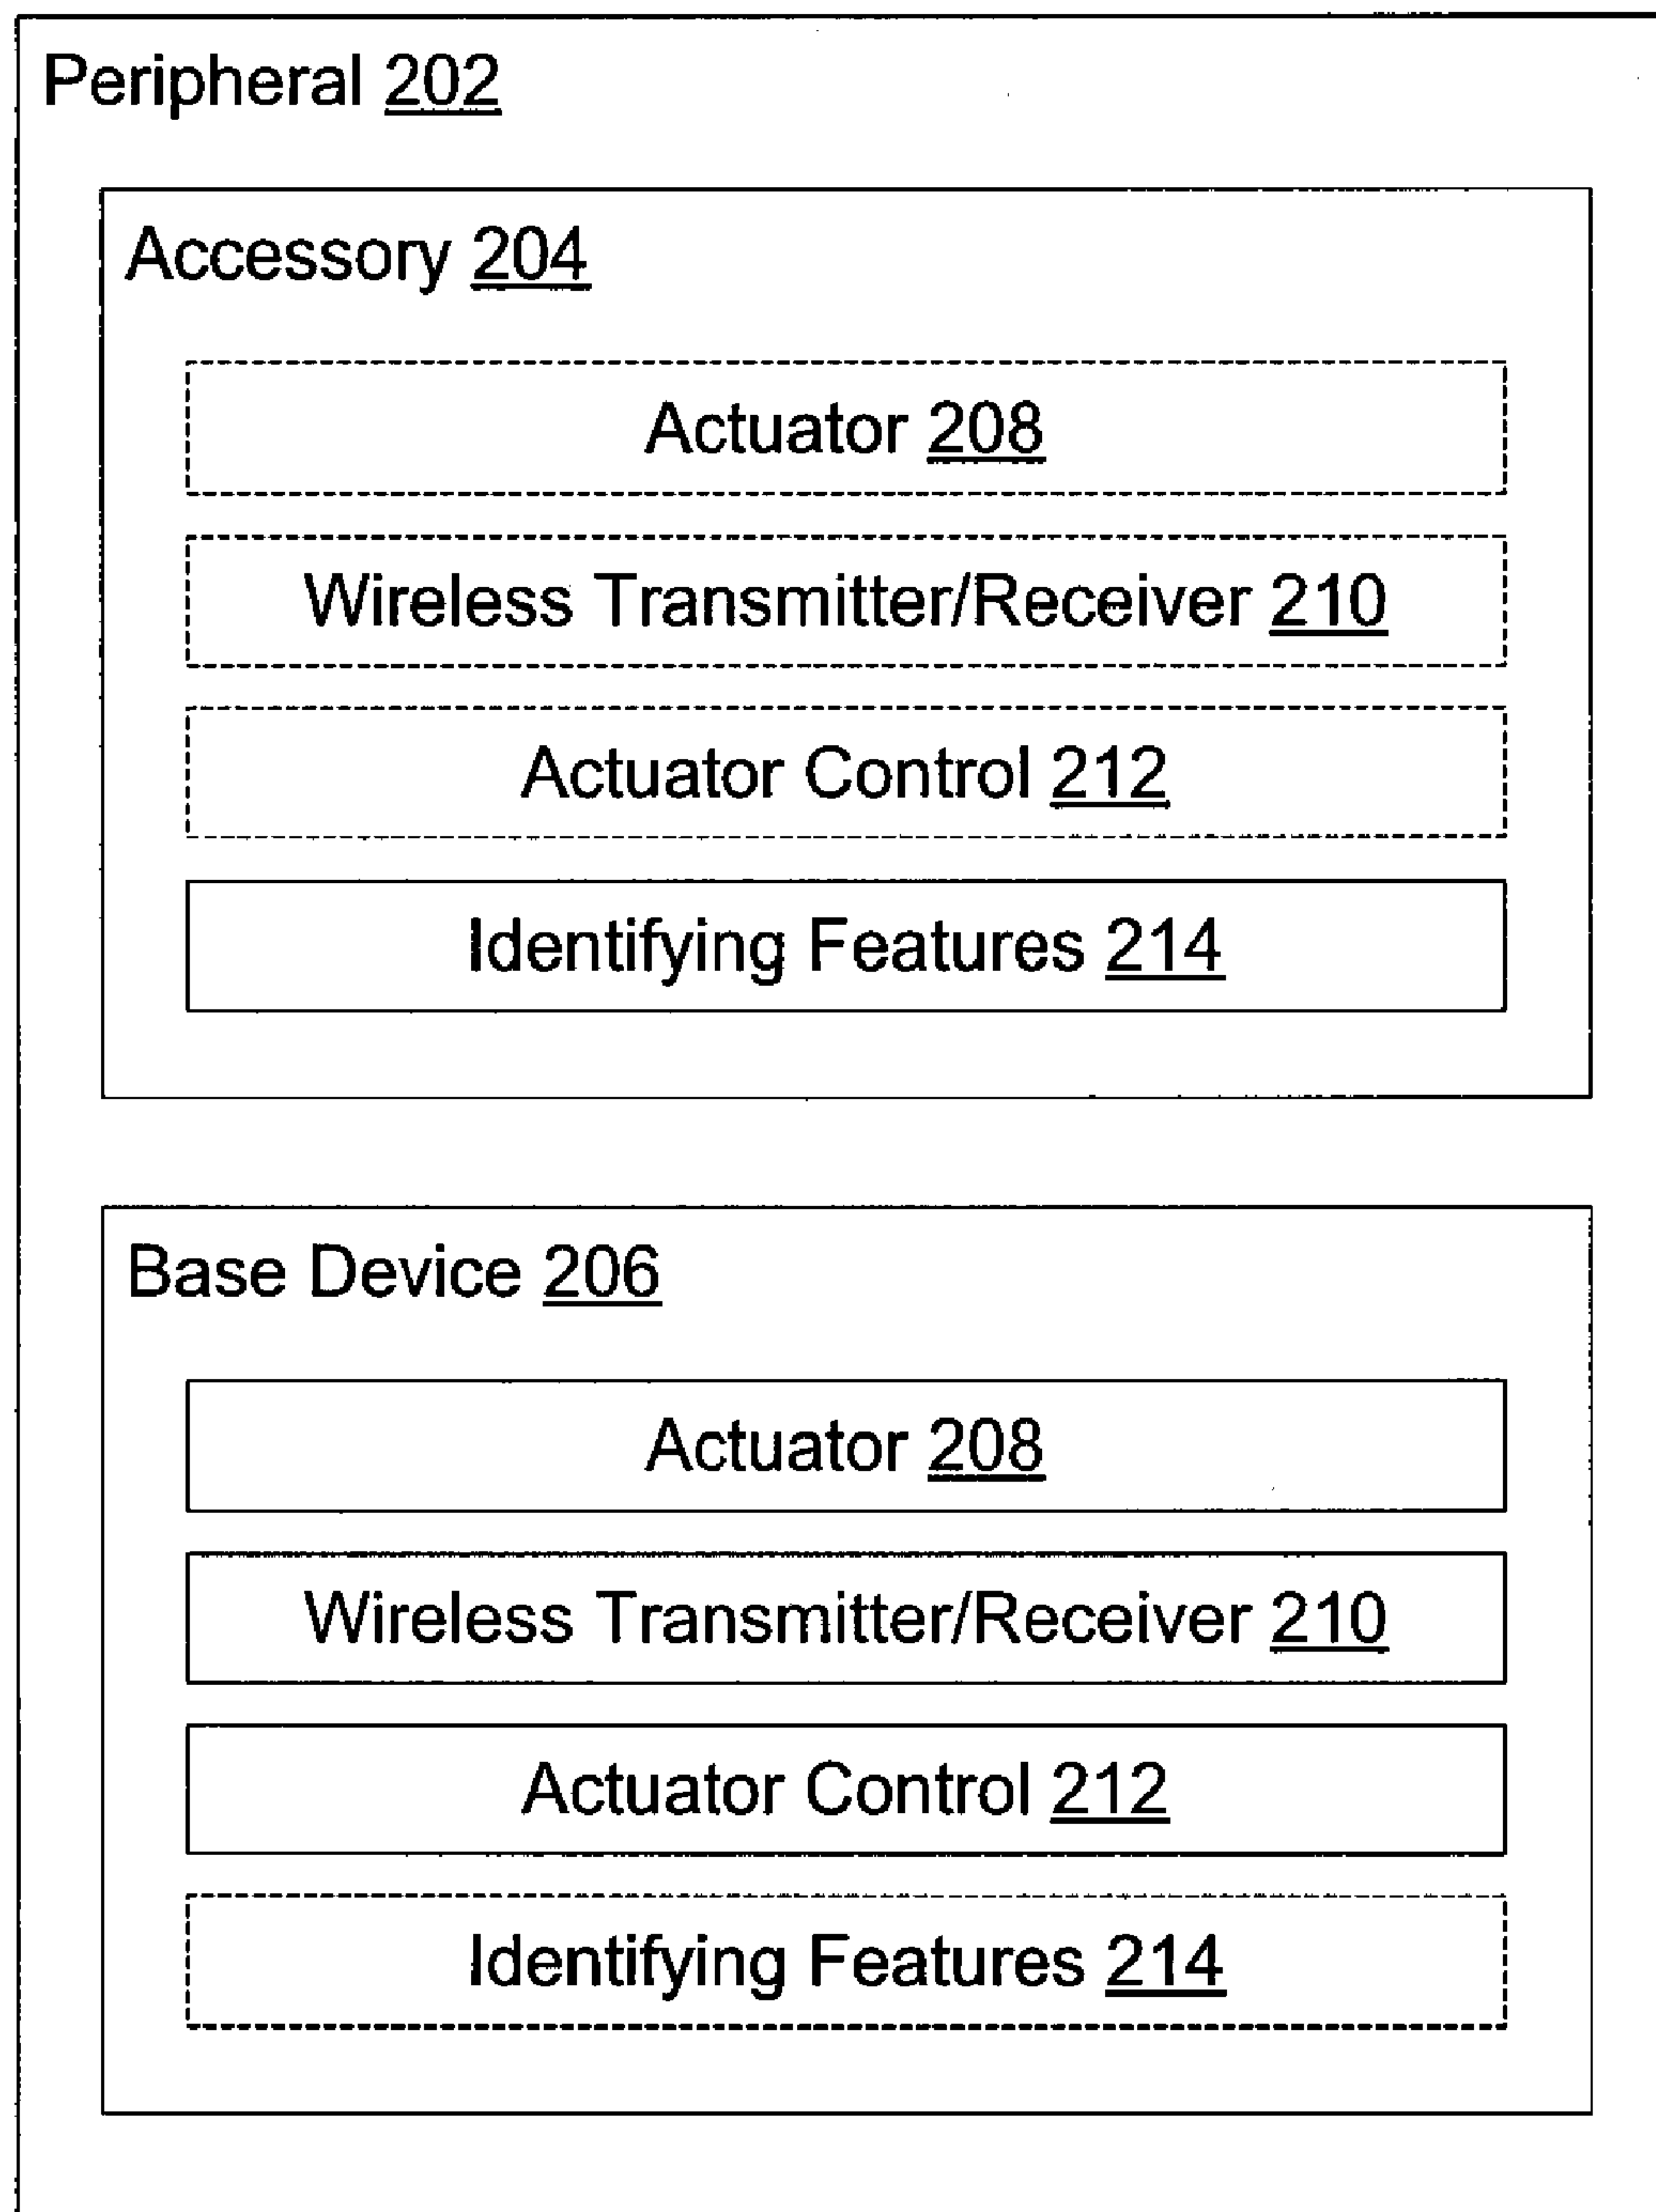 Peripheral 202
Accessory 204
Actuator 208
Wireless Transmitter/Receiver 210
Actuator Control 212
Identifying Features 214
Base Device 206
Actuator 208
Wireless Transmitter/Receiver 210
Actuator Control 212
Identifying Features 214